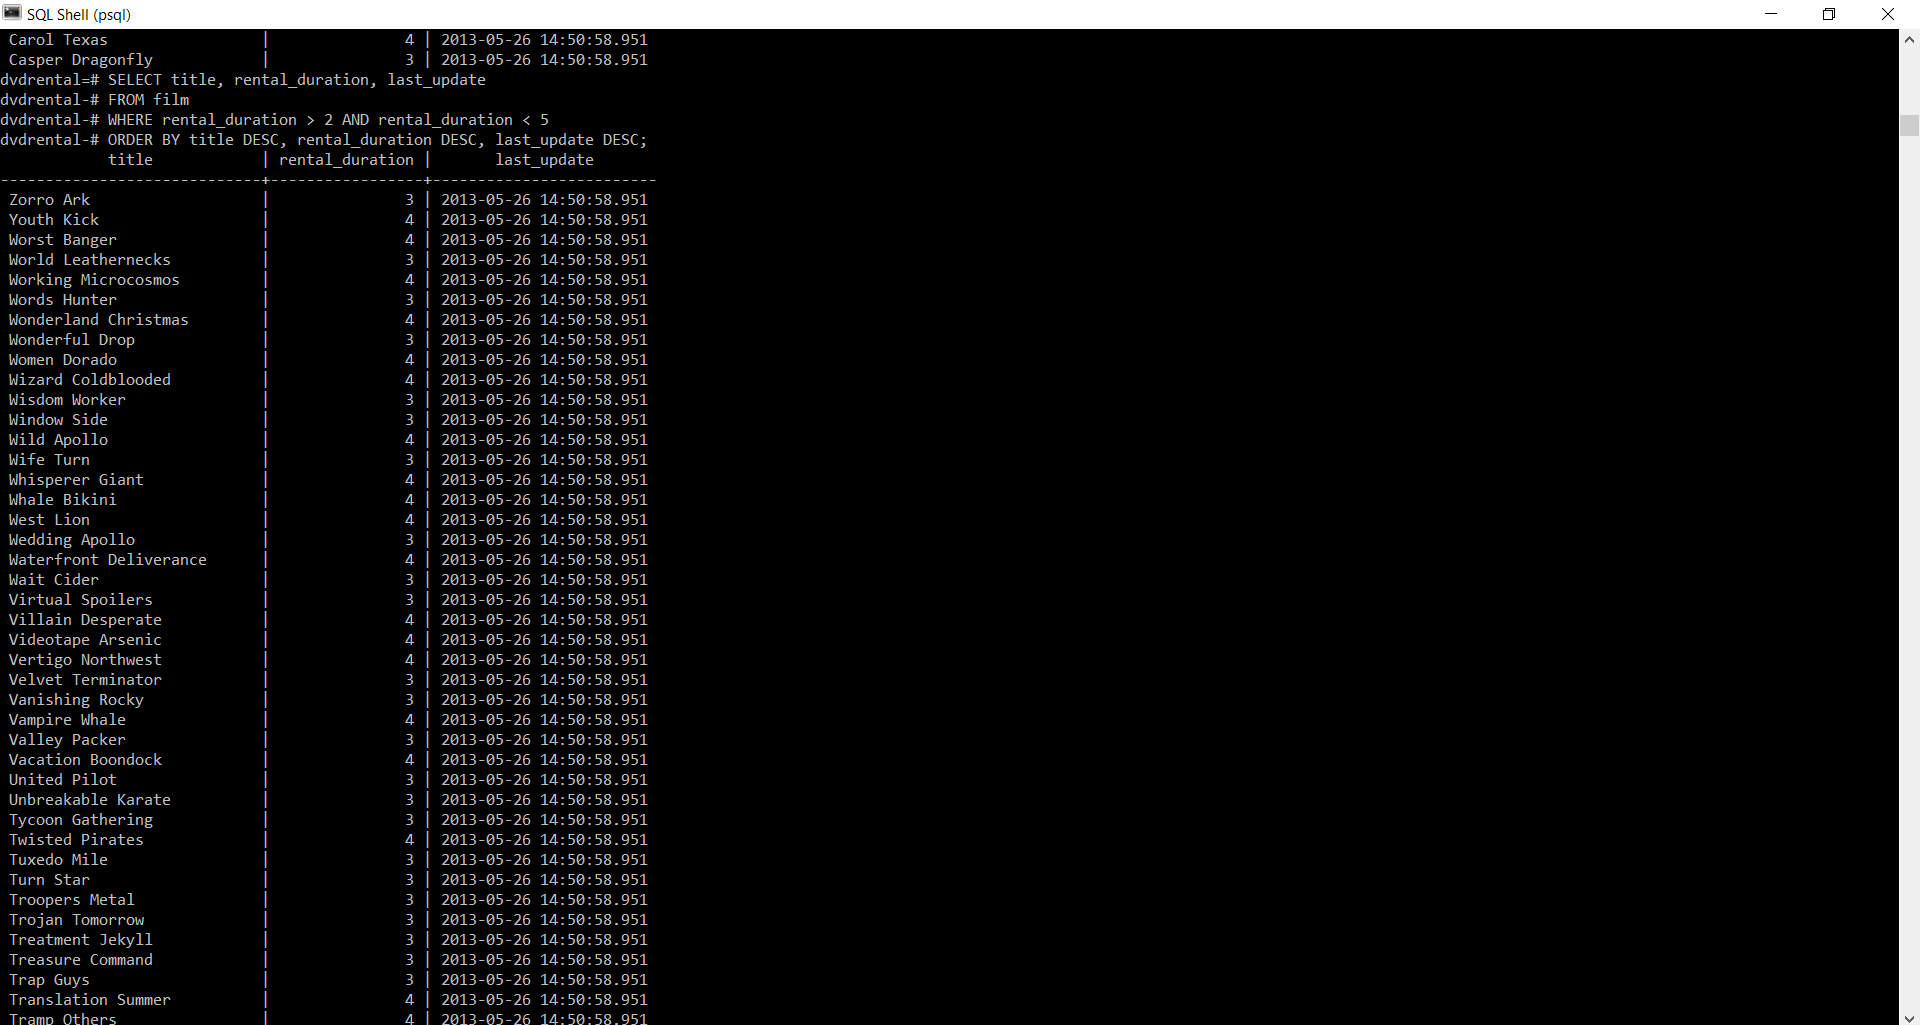 SQL Shell (psql)
Carol Texas | 4 | 2013-05-26 14:50:58.951
Casper Dragonfly | 3 | 2013-05-26 14:50:58.951
dvdrental=# SELECT title, rental_duration, last_update
dvdrental-# FROM film
dvdrental-# WHERE rental_duration > 2 AND rental_duration < 5
dvdrental-# ORDER BY title DESC, rental_duration DESC, last_update DESC;
title | rental_duration | last_update
-----------------------------+-----------------+-------------------------
Zorro Ark | 3 | 2013-05-26 14:50:58.951
Youth Kick | 4 | 2013-05-26 14:50:58.951
Worst Banger | 4 | 2013-05-26 14:50:58.951
World Leathernecks | 3 | 2013-05-26 14:50:58.951
Working Microcosmos | 4 | 2013-05-26 14:50:58.951
Words Hunter | 3 | 2013-05-26 14:50:58.951
Wonderland Christmas | 4 | 2013-05-26 14:50:58.951
Wonderful Drop | 3 | 2013-05-26 14:50:58.951
Women Dorado | 4 | 2013-05-26 14:50:58.951
Wizard Coldblooded | 4 | 2013-05-26 14:50:58.951
Wisdom Worker | 3 | 2013-05-26 14:50:58.951
Window Side | 3 | 2013-05-26 14:50:58.951
Wild Apollo | 4 | 2013-05-26 14:50:58.951
Wife Turn | 3 | 2013-05-26 14:50:58.951
Whisperer Giant | 4 | 2013-05-26 14:50:58.951
Whale Bikini | 4 | 2013-05-26 14:50:58.951
West Lion | 4 | 2013-05-26 14:50:58.951
Wedding Apollo | 3 | 2013-05-26 14:50:58.951
Waterfront Deliverance | 4 | 2013-05-26 14:50:58.951
Wait Cider | 3 | 2013-05-26 14:50:58.951
Virtual Spoilers | 3 | 2013-05-26 14:50:58.951
Villain Desperate | 4 | 2013-05-26 14:50:58.951
Videotape Arsenic | 4 | 2013-05-26 14:50:58.951
Vertigo Northwest | 4 | 2013-05-26 14:50:58.951
Velvet Terminator | 3 | 2013-05-26 14:50:58.951
Vanishing Rocky | 3 | 2013-05-26 14:50:58.951
Vampire Whale | 4 | 2013-05-26 14:50:58.951
Valley Packer | 3 | 2013-05-26 14:50:58.951
Vacation Boondock | 4 | 2013-05-26 14:50:58.951
United Pilot | 3 | 2013-05-26 14:50:58.951
Unbreakable Karate | 3 | 2013-05-26 14:50:58.951
Tycoon Gathering | 3 | 2013-05-26 14:50:58.951
Twisted Pirates | 4 | 2013-05-26 14:50:58.951
Tuxedo Mile | 3 | 2013-05-26 14:50:58.951
Turn Star | 3 | 2013-05-26 14:50:58.951
Troopers Metal | 3 | 2013-05-26 14:50:58.951
Trojan Tomorrow | 3 | 2013-05-26 14:50:58.951
Treatment Jekyll | 3 | 2013-05-26 14:50:58.951
Treasure Command | 3 | 2013-05-26 14:50:58.951
Trap Guys | 3 | 2013-05-26 14:50:58.951
Translation Summer | 4 | 2013-05-26 14:50:58.951
Tramp Others | 4 | 2013-05-26 14:50:58.951